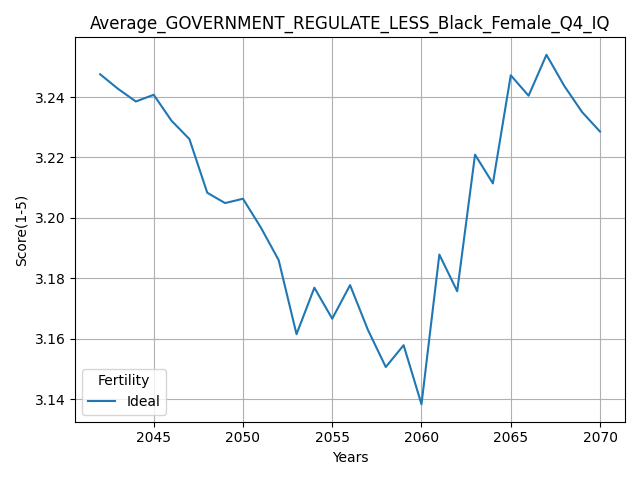 Average_GOVERNMENT_REGULATE_LESS_Black_Female_Q4_IQ
Score(1-5)
3.24
3.22
3.20
3.18
3.16
3.14
Fertility
Ideal
2045 2050 2055 2060 2065 2070
Years